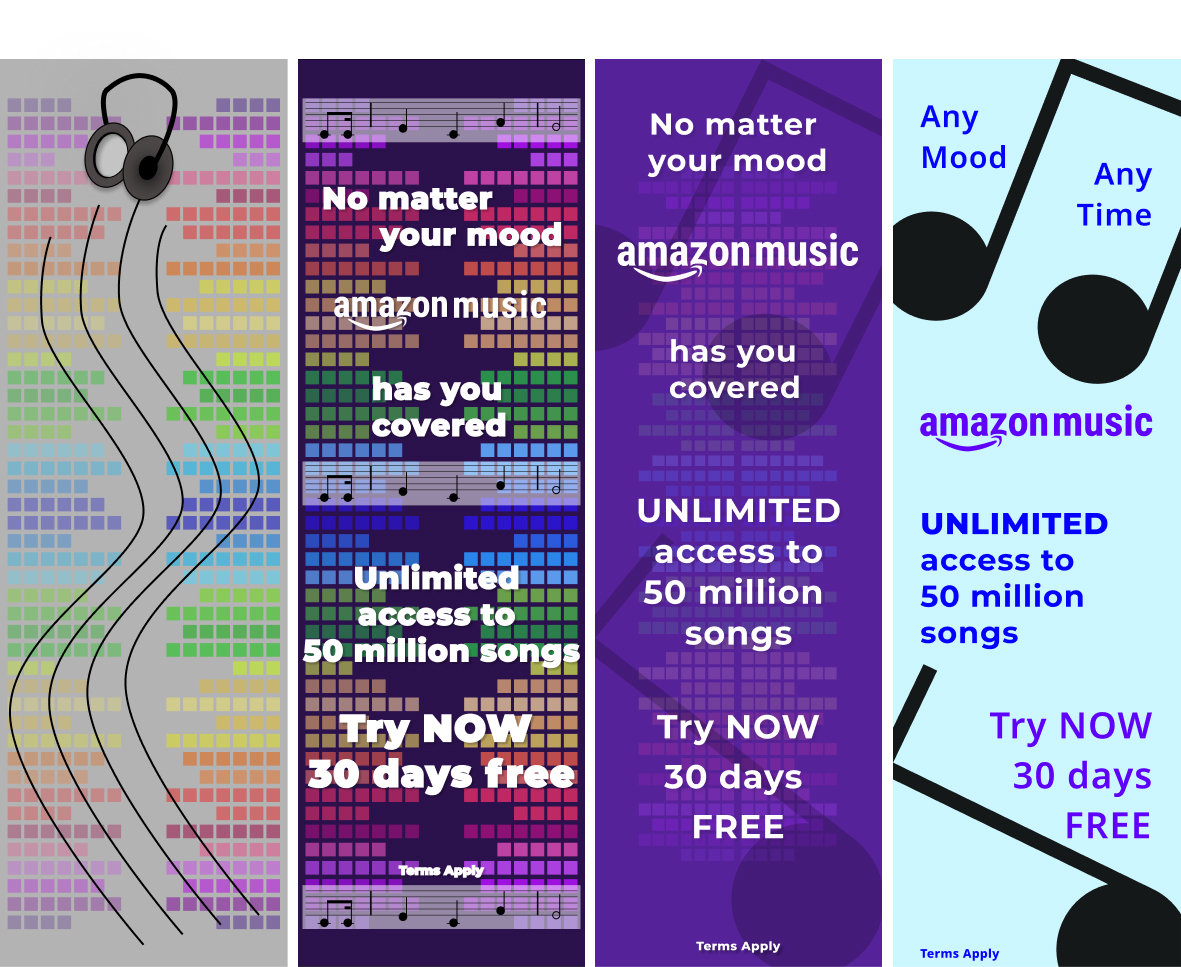 No matter
your mood
amazon music
has you
covered
Unlimited
access to
50 million songs
Try NOW
30 days free
Terms Apply
No matter
your mood
amazon music
has you
covered
UNLIMITED
access to
50 million
songs
Try NOW
30 days
FREE
Terms Apply
Any
Mood
Any
Time
amazon music
UNLIMITED
access to
50 million
songs
Try NOW
30 days
FREE
Terms Apply